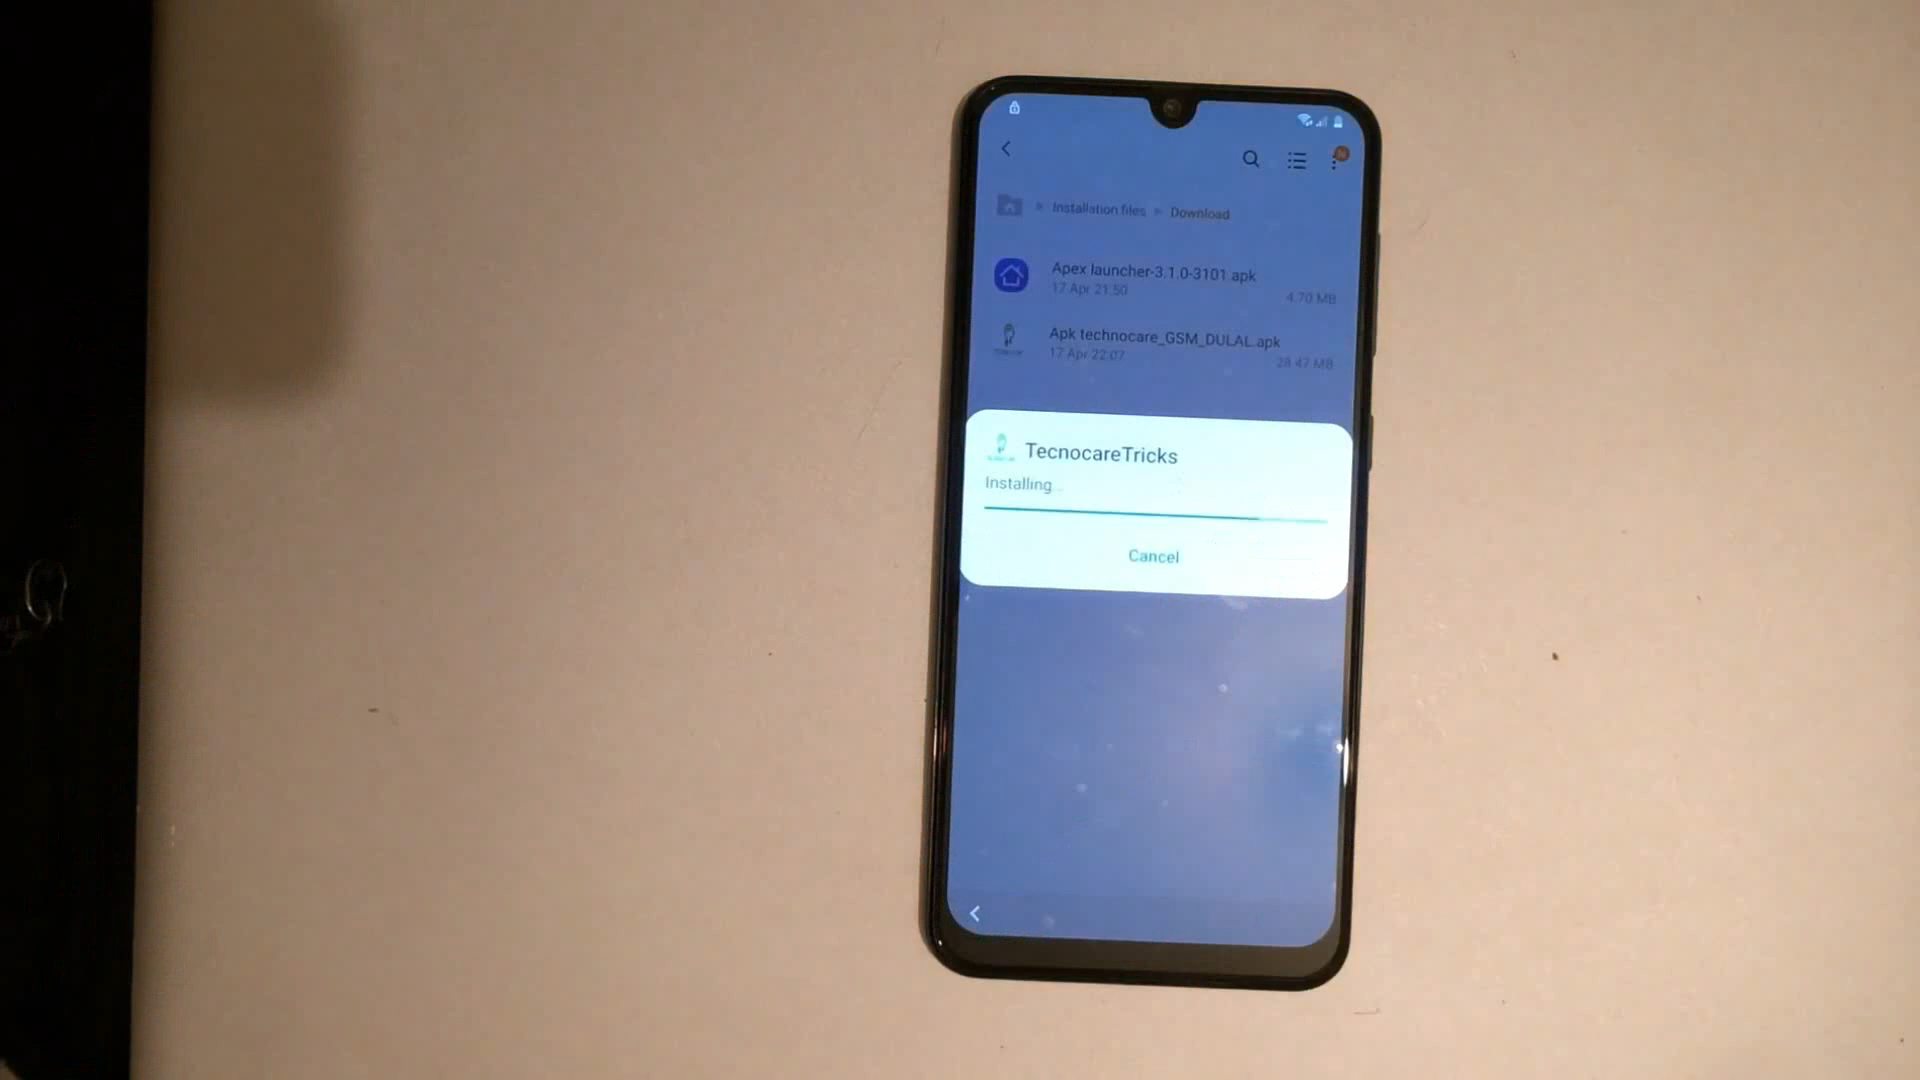 Installation files Download
Apex launcher-3.1.0-3101.apk
17 Apr 21:50
4.70 MB
Apk technocare_GSM_DULAL.apk
17 Apr 22:07
28.47 MB
TecnocareTricks
Installing...
Cancel